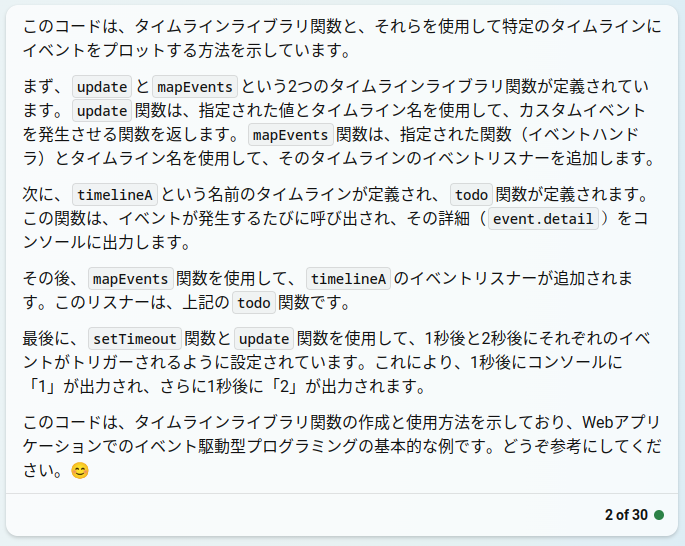 このコードは、タイムラインライブラリ関数と、それらを使用して特定のタイムラインに
イベントをプロットする方法を示しています。
まず、 update と mapEvents という2つのタイムラインライブラリ関数が定義されてい
ます。 update 関数は、指定された値とタイムライン名を使用して、カスタムイベント
を発生させる関数を返します。 mapEvents 関数は、指定された関数（イベントハンド
ラ）とタイムライン名を使用して、そのタイムラインのイベントリスナーを追加します。
次に、 timelineA という名前のタイムラインが定義され、 todo 関数が定義されます。
この関数は、イベントが発生するたびに呼び出され、その詳細（ event.detail ）をコ
ンソールに出力します。
その後、 mapEvents 関数を使用して、 timelineA のイベントリスナーが追加されま
す。このリスナーは、上記の todo 関数です。
最後に、 setTimeout 関数と update 関数を使用して、1秒後と2秒後にそれぞれのイベ
ントがトリガーされるように設定されています。これにより、1秒後にコンソールに
「1」が出力され、さらに1秒後に「2」が出力されます。
このコードは、タイムラインライブラリ関数の作成と使用方法を示しており、Webアプリ
ケーションでのイベント駆動型プログラミングの基本的な例です。どうぞ参考にしてくだ
さい。😊
2 of 30